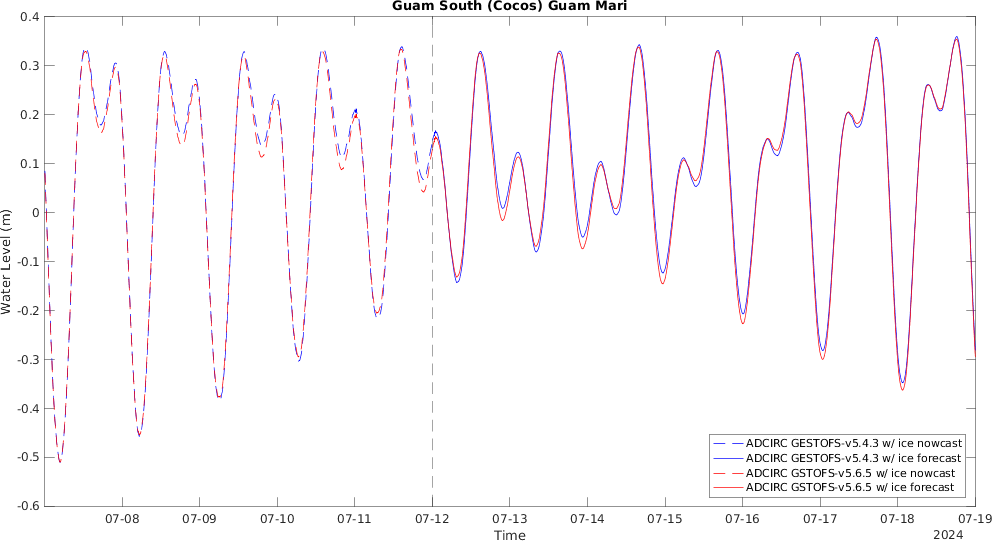 Guam South (Cocos) Guam Mari
0.4
0.3
0.2
0.1
0
-0.1
-0.2
-0.3
-0.4
-0.5
-0.6
Water Level (m)
ADCIRC GESTOFS-v5.4.3 w/ ice nowcast
ADCIRC GESTOFS-v5.4.3 w/ ice forecast
ADCIRC GSTOFS-v5.6.5 w/ ice nowcast
ADCIRC GSTOFS-v5.6.5 w/ ice forecast
07-08 07-09 07-10 07-11 07-12 07-13 07-14 07-15 07-16 07-17 07-18 07-19
Time
2024